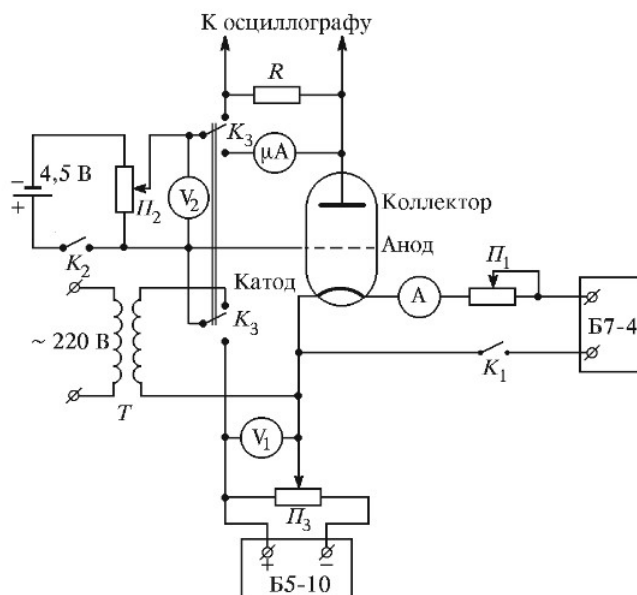 К осциллографу
R
K₃
μA
4,5 В
П₂
V₂
Коллектор
Анод
K₂
Катод
K₃
A
П₁
Б7-4
~ 220 В
K₁
T
V₁
П₃
+ −
Б5-10
− +